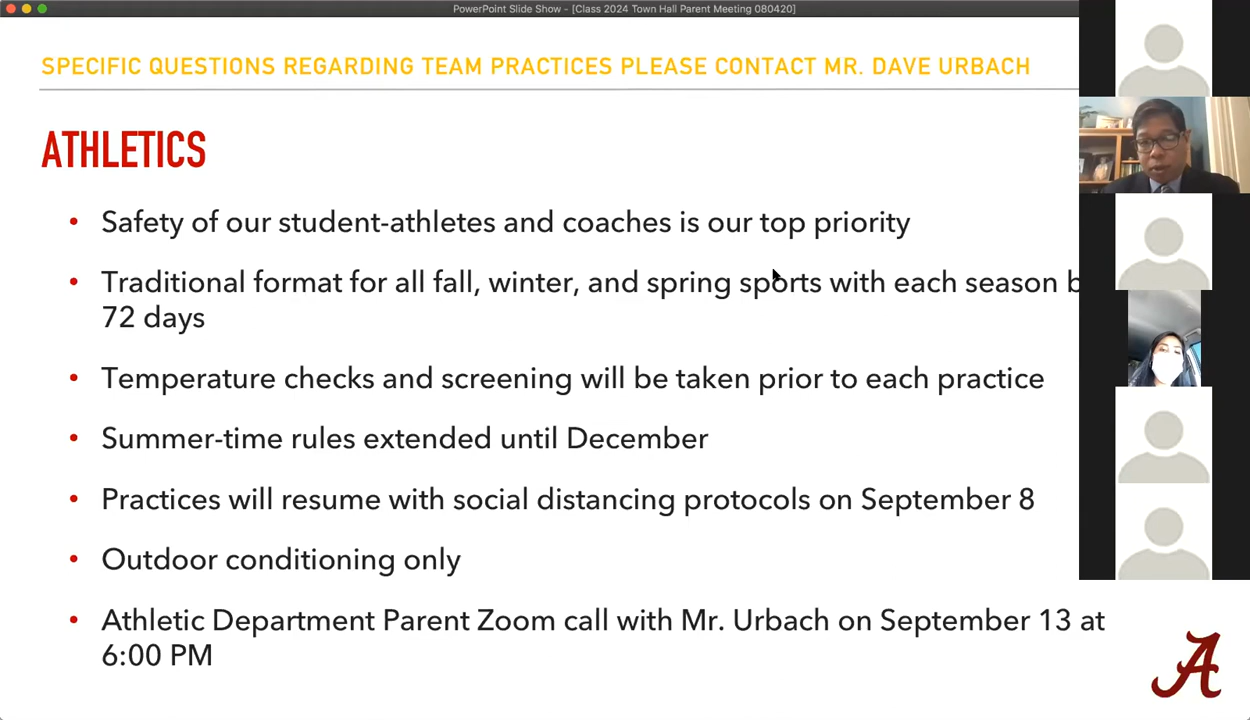 PowerPoint Slide Show - [Class 2024 Town Hall Parent Meeting 080420]
SPECIFIC QUESTIONS REGARDING TEAM PRACTICES PLEASE CONTACT MR. DAVE URBACH
ATHLETICS
• Safety of our student-athletes and coaches is our top priority
• Traditional format for all fall, winter, and spring sports with each season
72 days
• Temperature checks and screening will be taken prior to each practice
• Summer-time rules extended until December
• Practices will resume with social distancing protocols on September 8
• Outdoor conditioning only
• Athletic Department Parent Zoom call with Mr. Urbach on September 13 at
6:00 PM
A